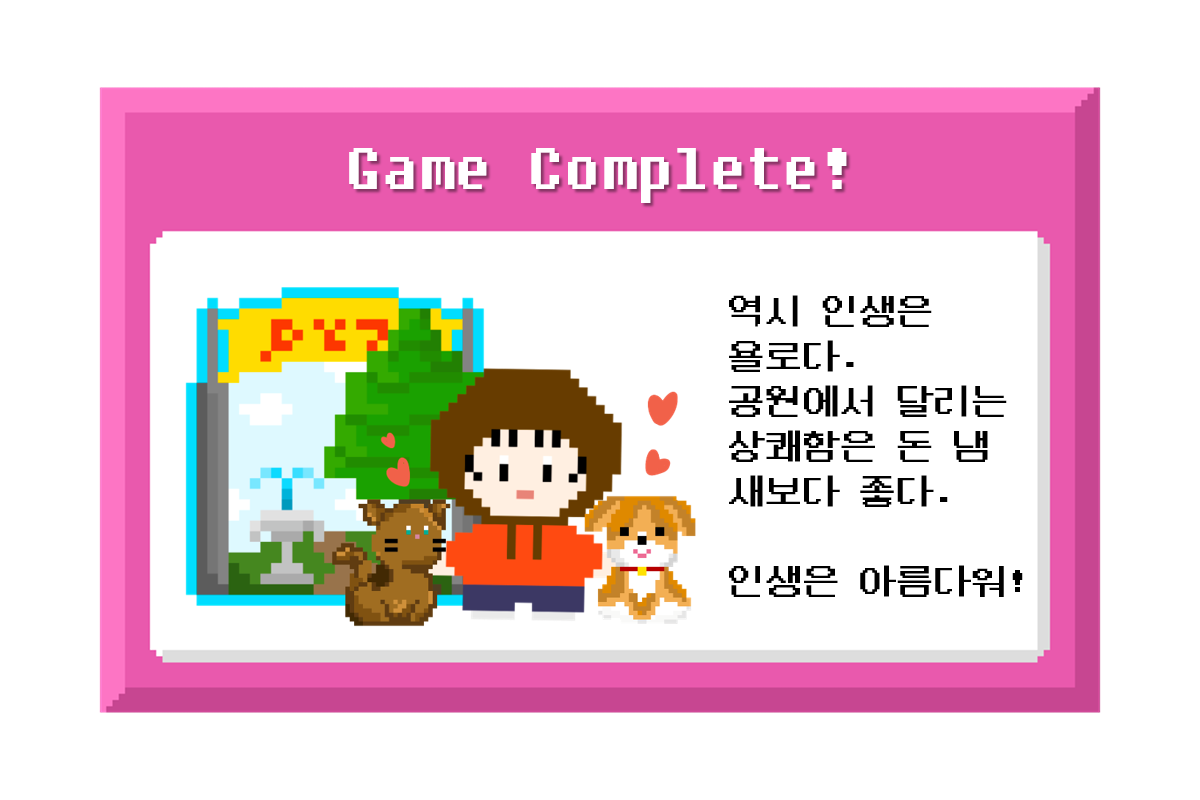 Game Complete!
역시 인생은
욜로다.
공원에서 달리는
상쾌함은 돈 냄
새보다 좋다.
인생은 아름다워!